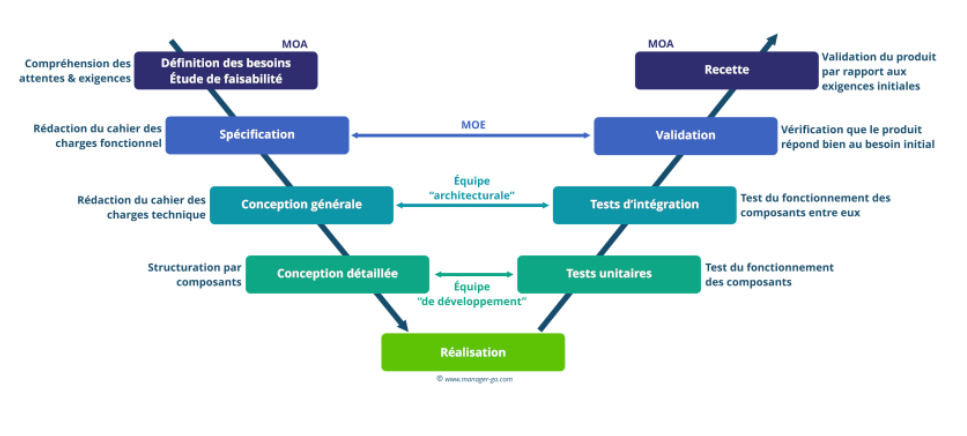 MOA
MOA
Compréhension des
attentes & exigences
Définition des besoins
Étude de faisabilité
Recette
Validation du produit
par rapport aux
exigences initiales
Rédaction du cahier des
charges fonctionnel
Spécification
MOE
Validation
Vérification que le produit
répond bien au besoin initial
Rédaction du cahier des
charges technique
Conception générale
Équipe
“architecturale”
Tests d’intégration
Test du fonctionnement des
composants entre eux
Structuration par
composants
Conception détaillée
Équipe
“de développement”
Tests unitaires
Test du fonctionnement
des composants
Réalisation
© www.manager-go.com